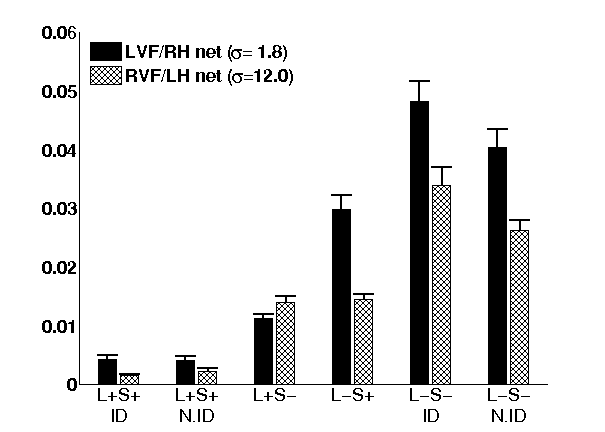 0.06
LVF/RH net (σ= 1.8)
RVF/LH net (σ=12.0)
0.05
0.04
0.03
0.02
0.01
0
L+S+ L+S+ L+S− L−S+ L−S− L−S−
ID N.ID ID N.ID